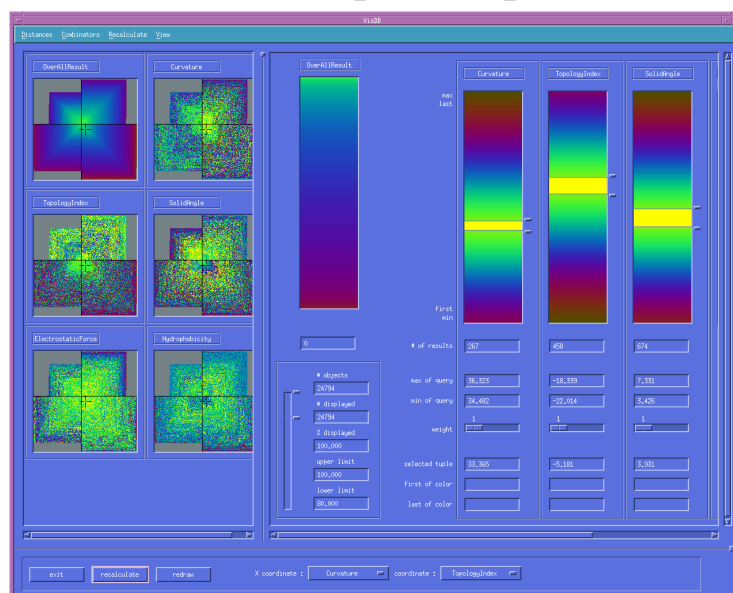 VisDB
Distances Combinators Recalculate View
OverAllResult Curvature
TopologyIndex SolidAngle
ElectrostaticForce Hydrophobicity
OverAllResult Curvature TopologyIndex SolidAngle
max
last
first
min
0 # of results 267 458 674
# objects
24794
max of query 36,323 -18,339 7,331
# displayed
24794
min of query 34,482 -22,014 3,426
% displayed
100,000
weight 1 1 1
upper limit
100,000
selected tuple 33,365 -5,181 3,931
lower limit
80,000
first of color
last of color
exit recalculate redraw X coordinate : Curvature coordinate : TopologyIndex